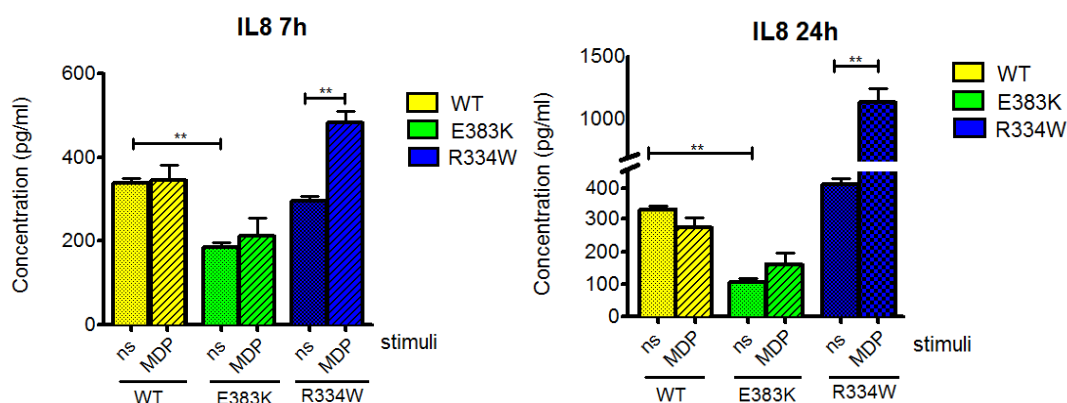 IL8 7h
Concentration (pg/ml)
600
400
200
0
**
**
WT
E383K
R334W
ns
MDP
ns
MDP
ns
MDP
stimuli
WT
E383K
R334W
IL8 24h
Concentration (pg/ml)
1500
1000
400
300
200
100
0
**
**
WT
E383K
R334W
ns
MDP
ns
MDP
ns
MDP
stimuli
WT
E383K
R334W